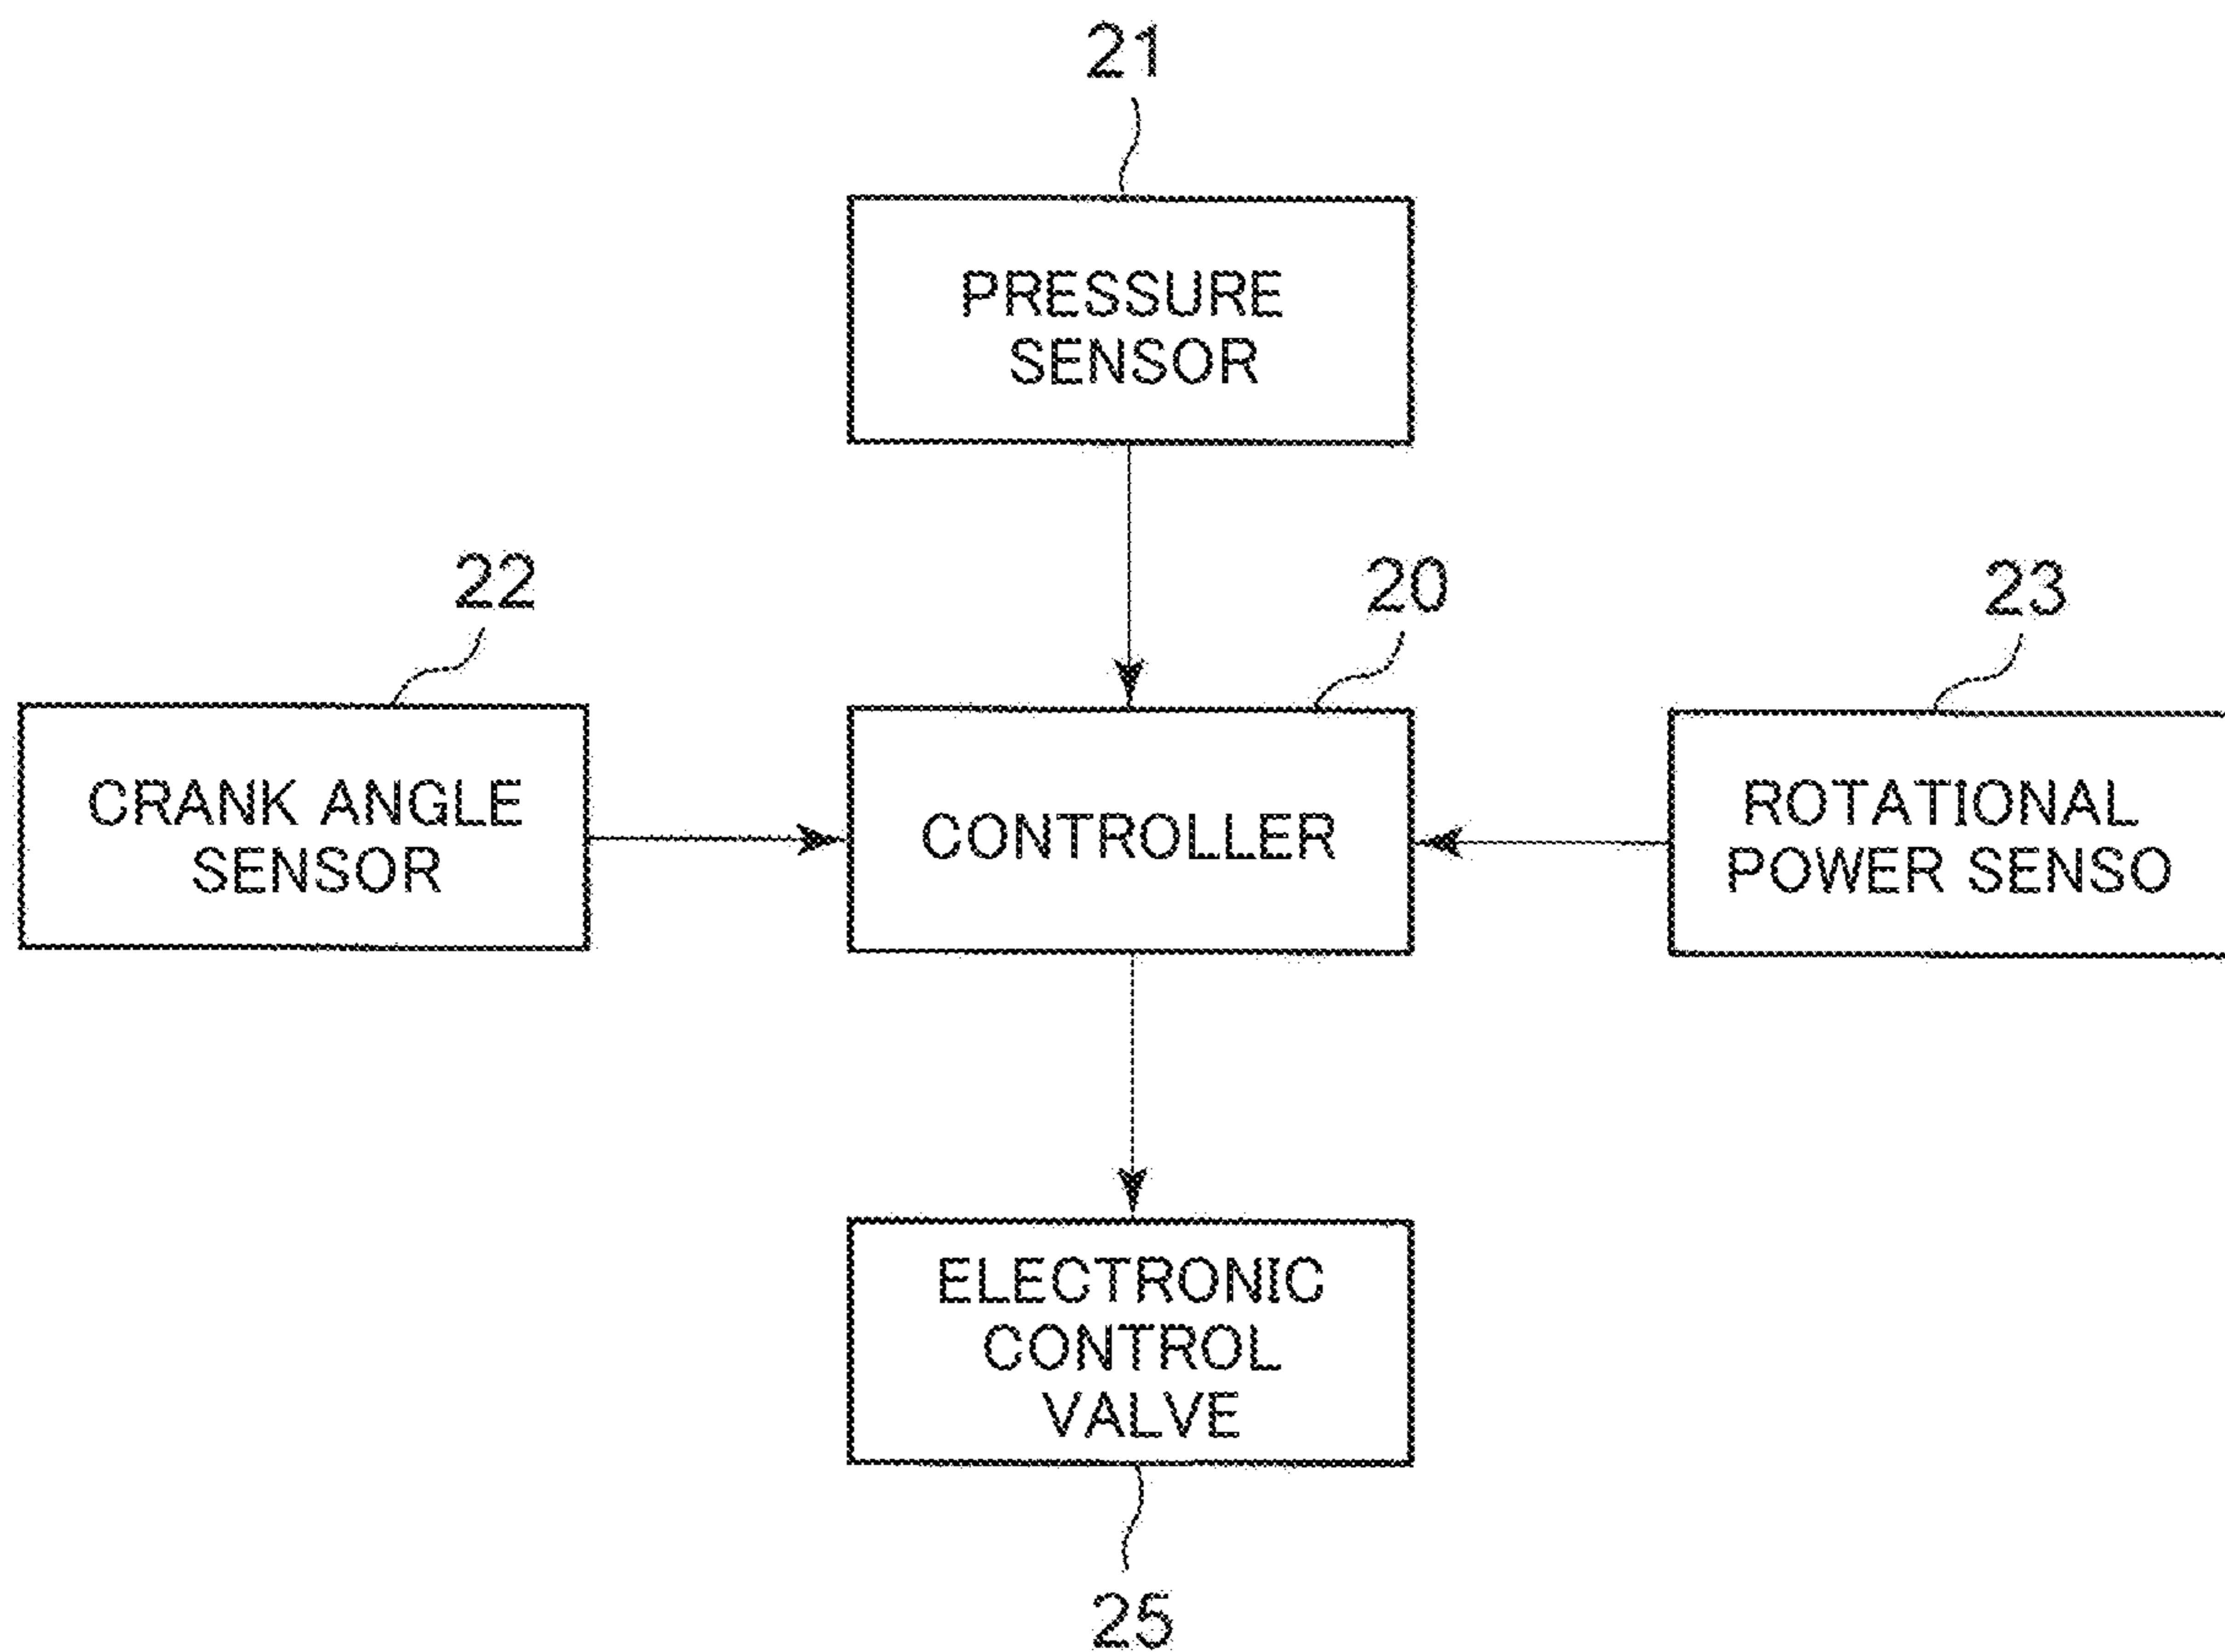 21
PRESSURE
SENSOR
22
20
23
CRANK ANGLE
SENSOR
CONTROLLER
ROTATIONAL
POWER SENSO
ELECTRONIC
CONTROL
VALVE
25